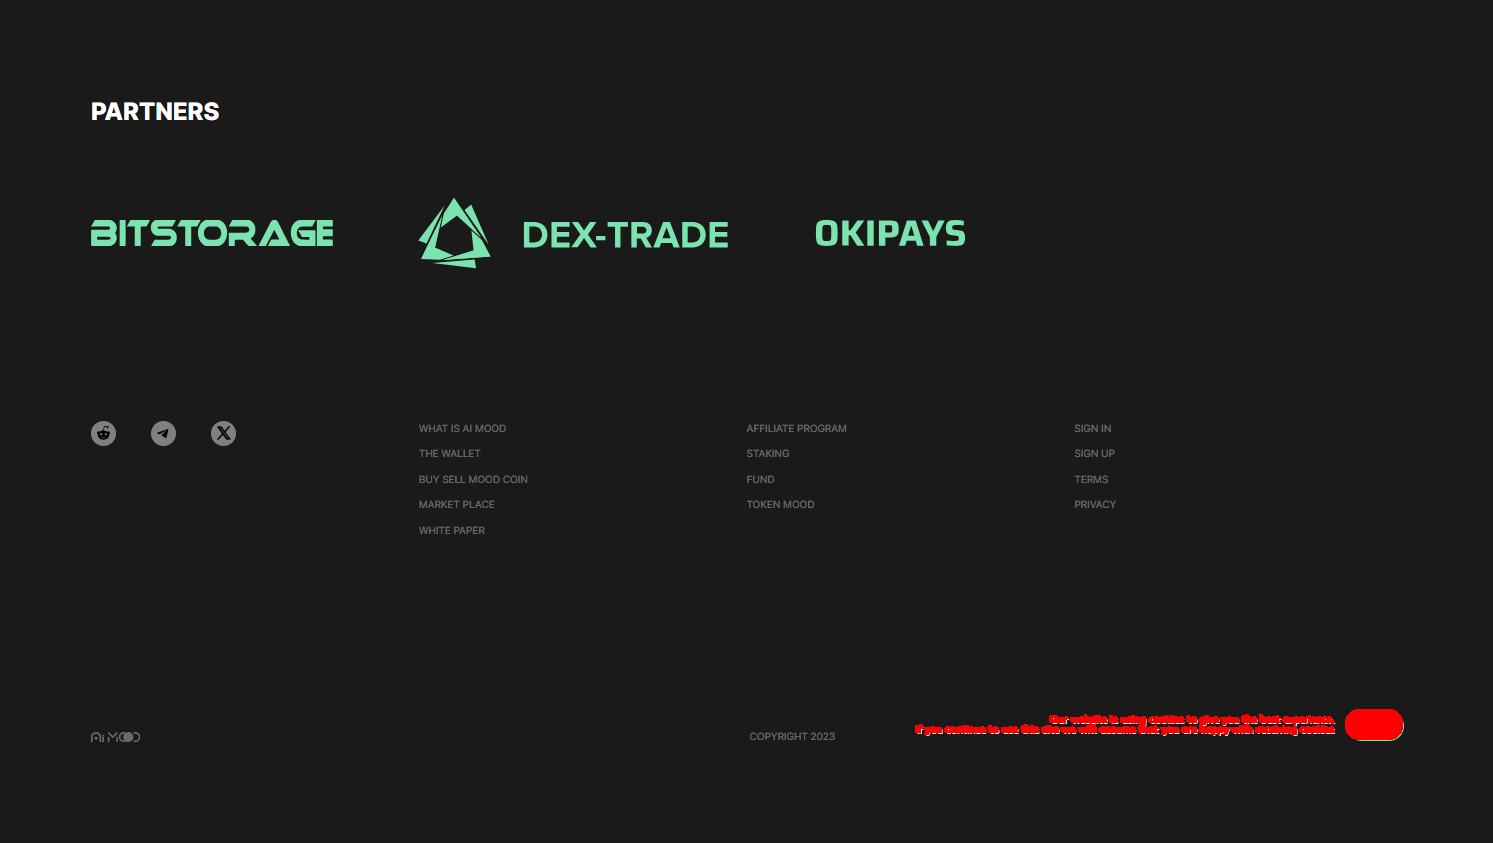 PARTNERS
BITSTORAGE
DEX-TRADE
OKIPAYS
WHAT IS AI MOOD
THE WALLET
BUY SELL MOOD COIN
MARKET PLACE
WHITE PAPER
AFFILIATE PROGRAM
STAKING
FUND
TOKEN MOOD
SIGN IN
SIGN UP
TERMS
PRIVACY
Our website is using cookies to give you the best experience.
If you continue to use this site we will assume that you are happy with receiving cookies
AI MOOD
COPYRIGHT 2023